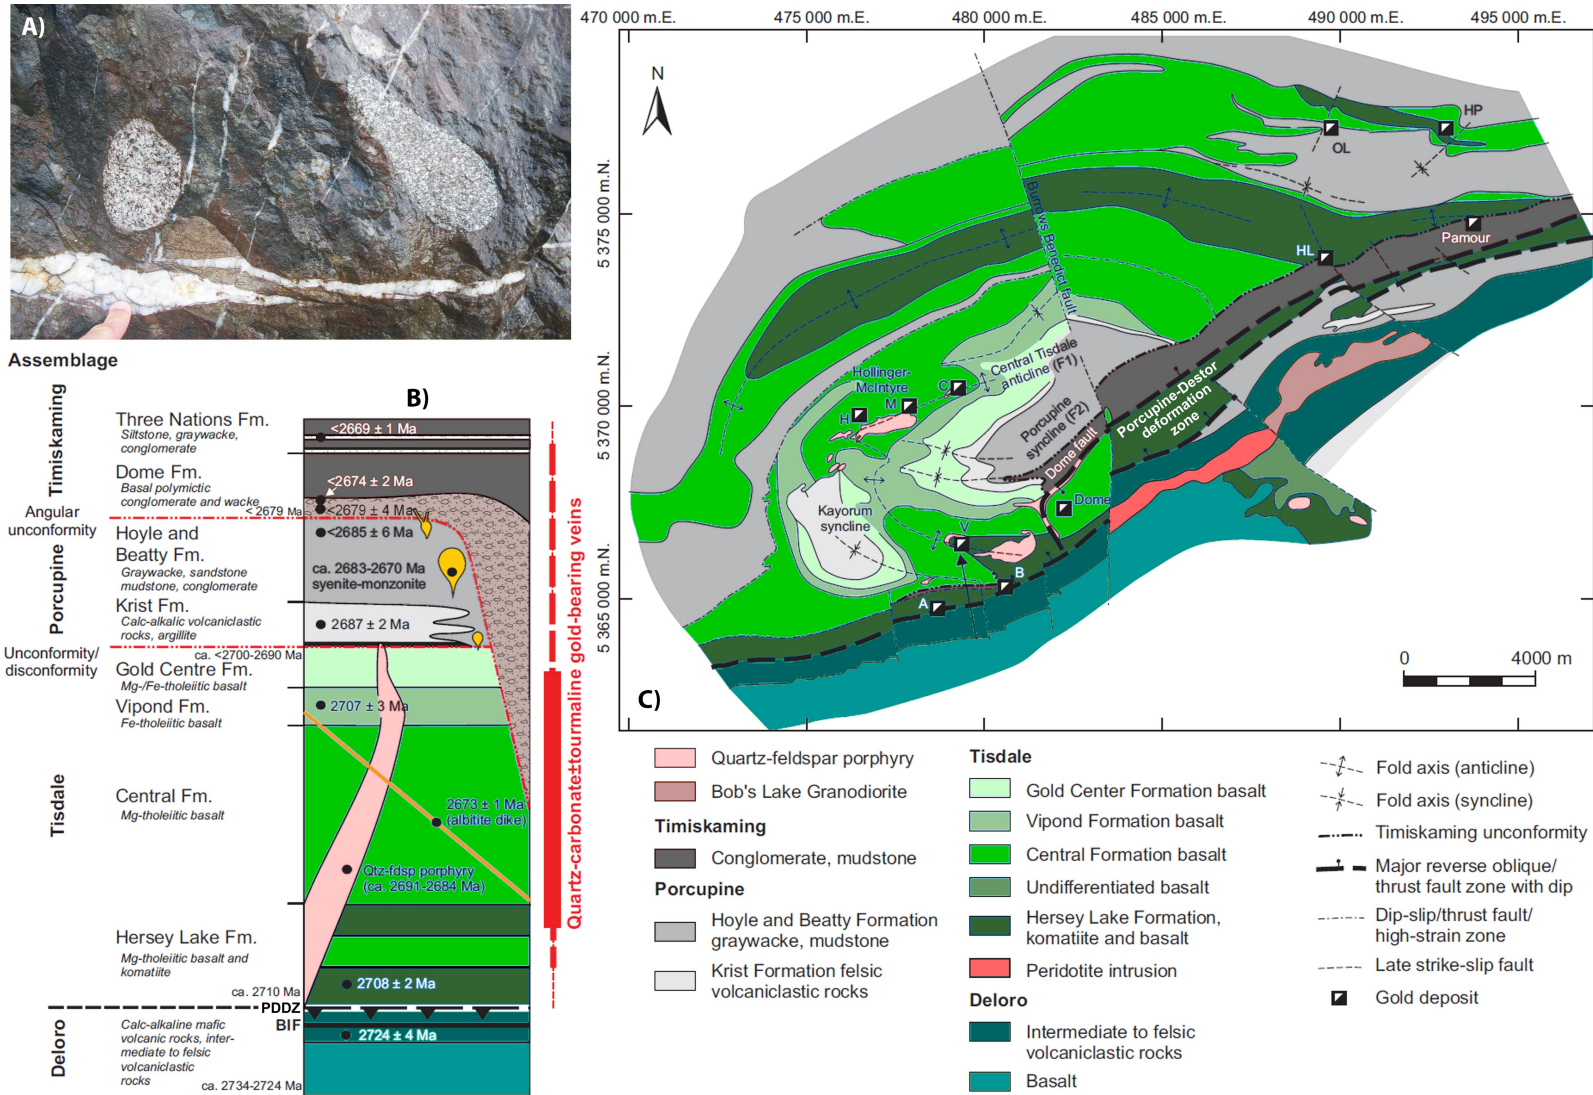 A)
Assemblage
B)
Timiskaming
Three Nations Fm.
Siltstone, graywacke,
conglomerate
<2669 ± 1 Ma
Dome Fm.
Basal polymictic
conglomerate and wacke
<2674 ± 2 Ma
< 2679 Ma
<2679 ± 4 Ma
Angular
unconformity
Porcupine
Hoyle and
Beatty Fm.
Graywacke, sandstone
mudstone, conglomerate
<2685 ± 6 Ma
ca. 2683-2670 Ma
syenite-monzonite
Krist Fm.
Calc-alkalic volcaniclastic
rocks, argillite
2687 ± 2 Ma
Unconformity/
disconformity
ca. <2700-2690 Ma
Tisdale
Gold Centre Fm.
Mg-/Fe-tholeiitic basalt
Vipond Fm.
Fe-tholeiitic basalt
2707 ± 3 Ma
Central Fm.
Mg-tholeiitic basalt
2673 ± 1 Ma
(albitite dike)
Qtz-fdsp porphyry
(ca. 2691-2684 Ma)
Hersey Lake Fm.
Mg-tholeiitic basalt and
komatiite
2708 ± 2 Ma
ca. 2710 Ma
PDDZ
BIF
Deloro
Calc-alkaline mafic
volcanic rocks, inter-
mediate to felsic
volcaniclastic
rocks
2724 ± 4 Ma
ca. 2734-2724 Ma
Quartz-carbonate±tourmaline gold-bearing veins
470 000 m.E.
475 000 m.E.
480 000 m.E.
485 000 m.E.
490 000 m.E.
495 000 m.E.
5 375 000 m.N.
5 370 000 m.N.
5 365 000 m.N.
N
HP
OL
Burrows Benedict fault
Pamour
HL
Hollinger-
McIntyre
C
M
H
Central Tisdale
anticline (F1)
Porcupine
syncline (F2)
Porcupine-Destor
deformation
zone
Dome fault
Dome
Kayorum
syncline
V
B
A
0
4000 m
C)
Quartz-feldspar porphyry
Bob's Lake Granodiorite
Timiskaming
Conglomerate, mudstone
Porcupine
Hoyle and Beatty Formation
graywacke, mudstone
Krist Formation felsic
volcaniclastic rocks
Tisdale
Gold Center Formation basalt
Vipond Formation basalt
Central Formation basalt
Undifferentiated basalt
Hersey Lake Formation,
komatiite and basalt
Peridotite intrusion
Deloro
Intermediate to felsic
volcaniclastic rocks
Basalt
Fold axis (anticline)
Fold axis (syncline)
Timiskaming unconformity
Major reverse oblique/
thrust fault zone with dip
Dip-slip/thrust fault/
high-strain zone
Late strike-slip fault
Gold deposit